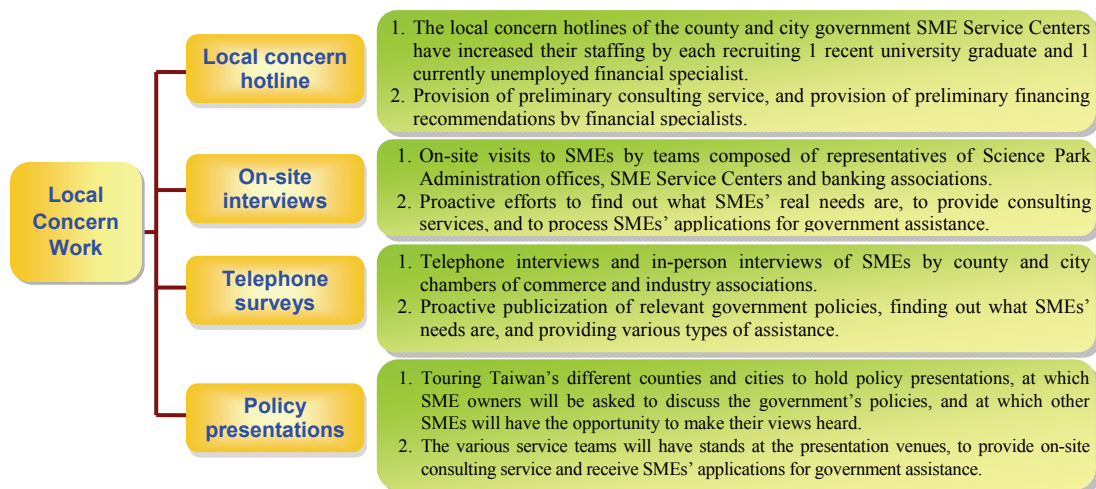 Local Concern Work
Local concern
hotline
1. The local concern hotlines of the county and city government SME Service Centers
have increased their staffing by each recruiting 1 recent university graduate and 1
currently unemployed financial specialist.
2. Provision of preliminary consulting service, and provision of preliminary financing
recommendations by financial specialists.
On-site
interviews
1. On-site visits to SMEs by teams composed of representatives of Science Park
Administration offices, SME Service Centers and banking associations.
2. Proactive efforts to find out what SMEs' real needs are, to provide consulting
services, and to process SMEs' applications for government assistance.
Telephone
surveys
1. Telephone interviews and in-person interviews of SMEs by county and city
chambers of commerce and industry associations.
2. Proactive publicization of relevant government policies, finding out what SMEs'
needs are, and providing various types of assistance.
Policy
presentations
1. Touring Taiwan's different counties and cities to hold policy presentations, at which
SME owners will be asked to discuss the government's policies, and at which other
SMEs will have the opportunity to make their views heard.
2. The various service teams will have stands at the presentation venues, to provide on-site
consulting service and receive SMEs' applications for government assistance.